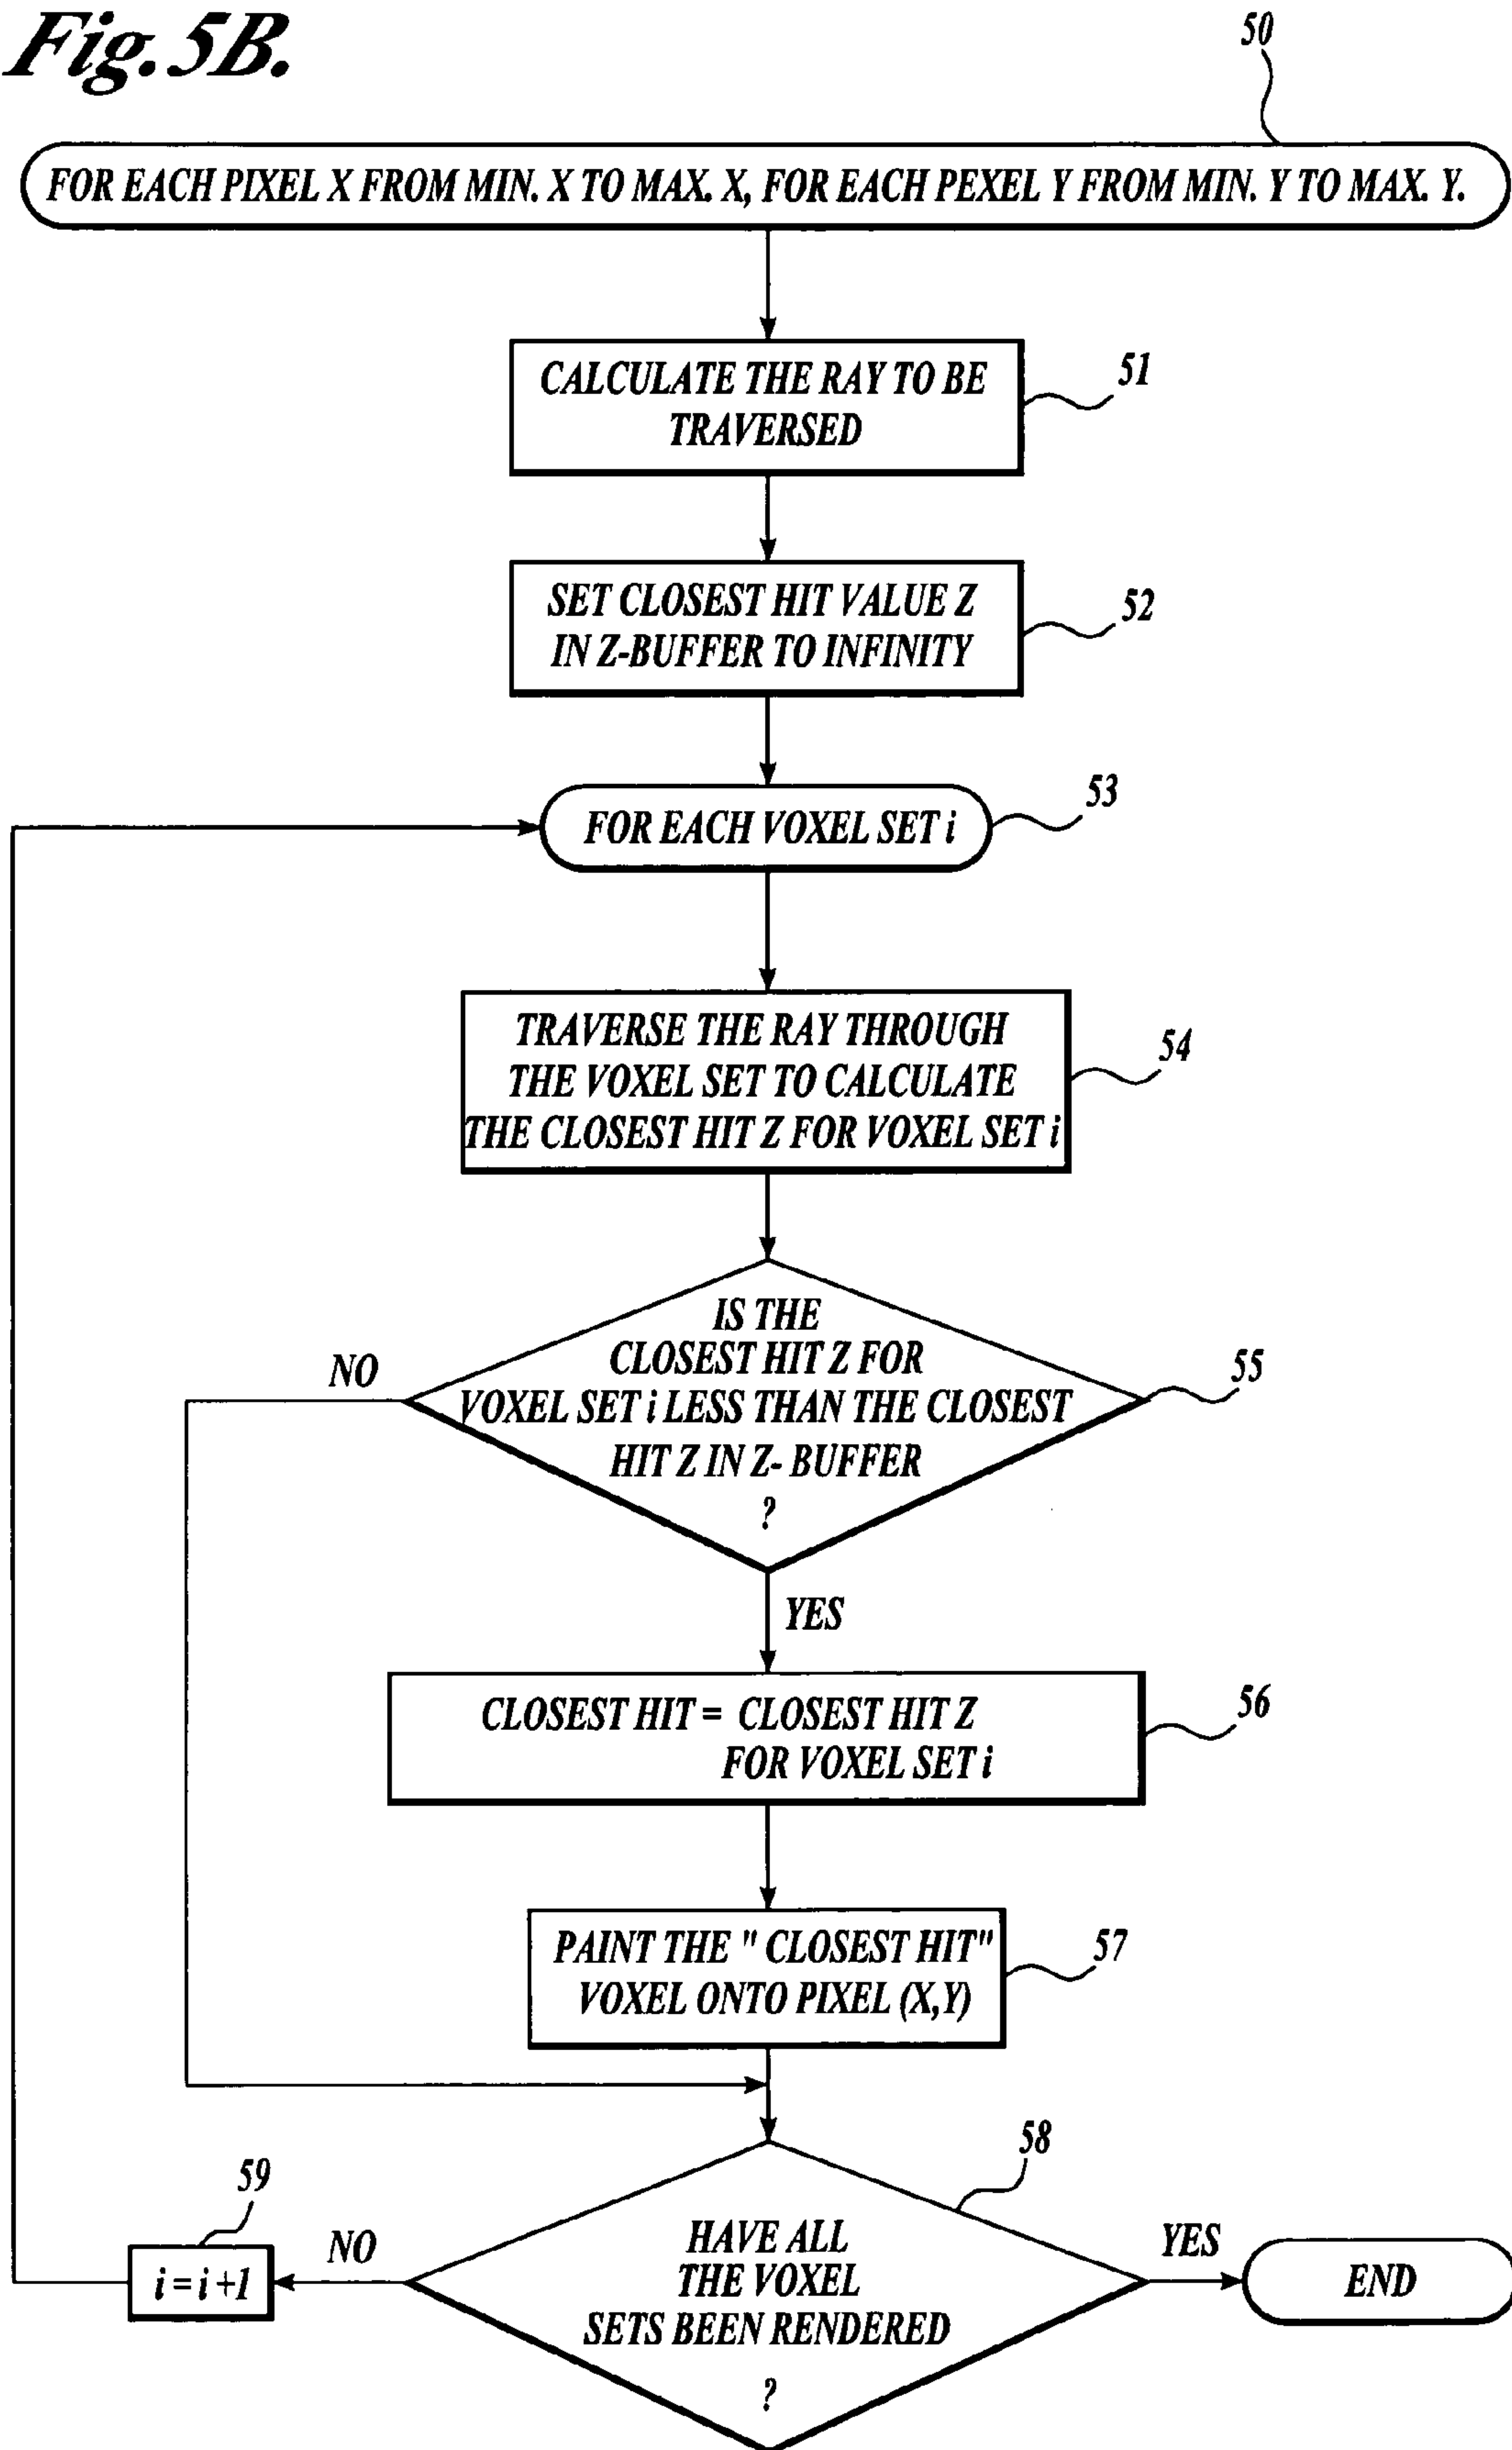 Fig. 5B.
50
FOR EACH PIXEL X FROM MIN. X TO MAX. X, FOR EACH PEXEL Y FROM MIN. Y TO MAX. Y.
CALCULATE THE RAY TO BE
TRAVERSED
51
SET CLOSEST HIT VALUE Z
IN Z-BUFFER TO INFINITY
52
FOR EACH VOXEL SET i
53
TRAVERSE THE RAY THROUGH
THE VOXEL SET TO CALCULATE
THE CLOSEST HIT Z FOR VOXEL SET i
54
IS THE
CLOSEST HIT Z FOR
VOXEL SET i LESS THAN THE CLOSEST
HIT Z IN Z- BUFFER
?
55
NO
YES
CLOSEST HIT = CLOSEST HIT Z
FOR VOXEL SET i
56
PAINT THE " CLOSEST HIT"
VOXEL ONTO PIXEL (X,Y)
57
58
HAVE ALL
THE VOXEL
SETS BEEN RENDERED
?
NO
59
i = i +1
YES
END